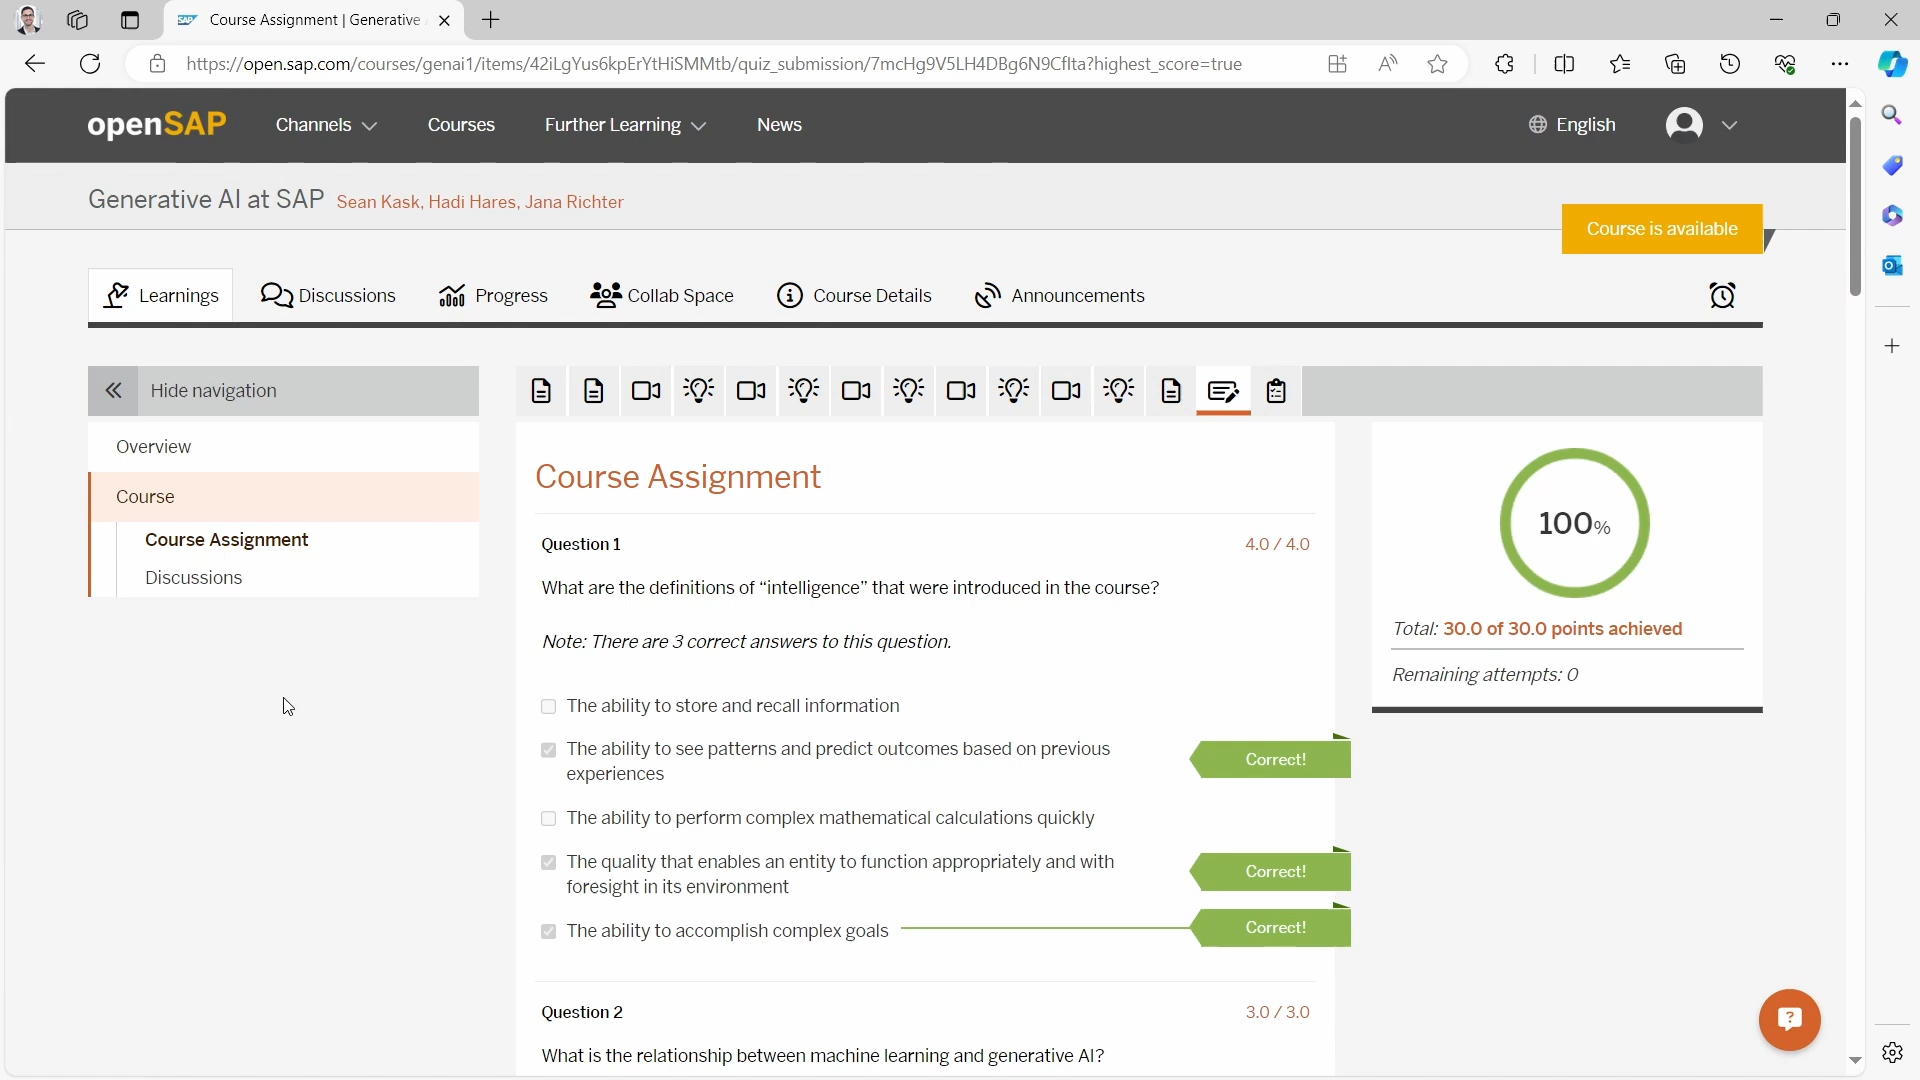 Course Assignment | Generative
https://open.sap.com/courses/genai1/items/42iLgYus6kpErYtHiSMMtb/quiz_submission/7mcHg9V5LH4DBg6N9Cflta?highest_score=true
openSAP Channels Courses Further Learning News English
Generative AI at SAP Sean Kask, Hadi Hares, Jana Richter
Course is available
Learnings Discussions Progress Collab Space Course Details Announcements
Hide navigation
Overview
Course
Course Assignment
Discussions
Course Assignment
Question 1 4.0 / 4.0
What are the definitions of “intelligence” that were introduced in the course?
Note: There are 3 correct answers to this question.
The ability to store and recall information
The ability to see patterns and predict outcomes based on previous
experiences
Correct!
The ability to perform complex mathematical calculations quickly
The quality that enables an entity to function appropriately and with
foresight in its environment
Correct!
The ability to accomplish complex goals Correct!
Question 2 3.0 / 3.0
What is the relationship between machine learning and generative AI?
100%
Total: 30.0 of 30.0 points achieved
Remaining attempts: 0